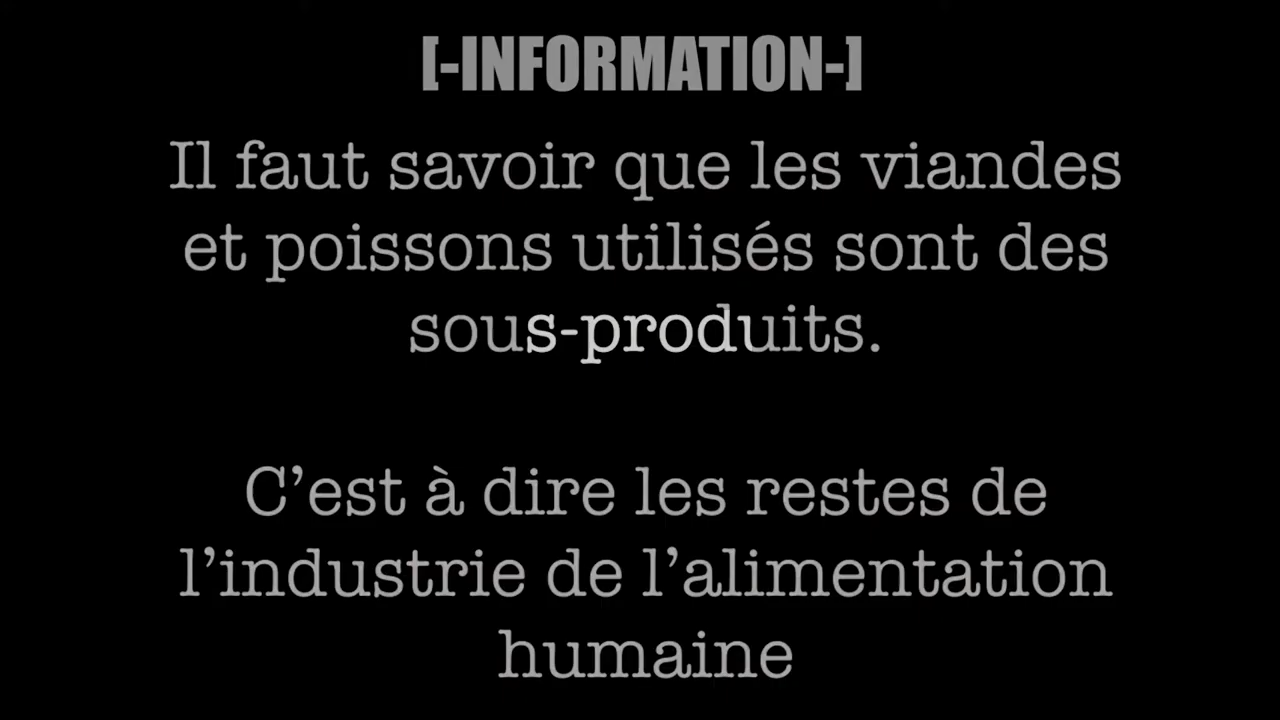 [-INFORMATION-]
Il faut savoir que les viandes
et poissons utilisés sont des
sous-produits.
C’est à dire les restes de
l’industrie de l’alimentation
humaine